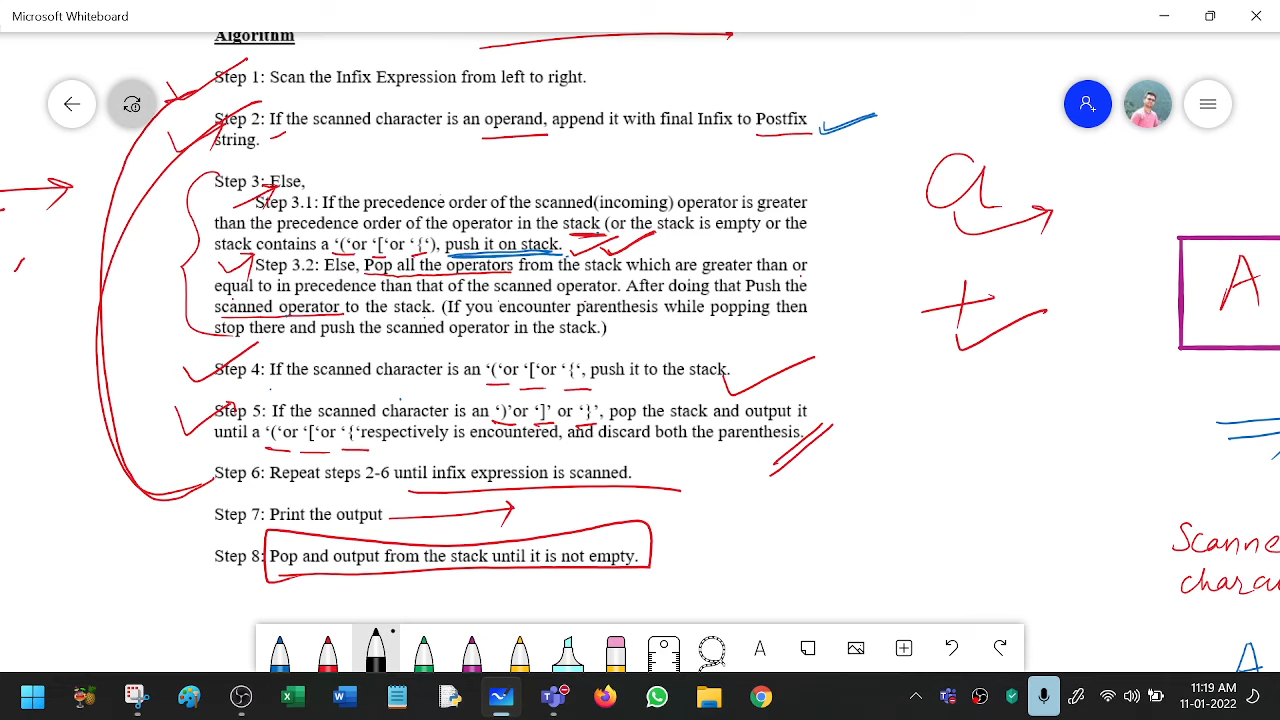 Microsoft Whiteboard
Algorithm
Step 1: Scan the Infix Expression from left to right.
Step 2: If the scanned character is an operand, append it with final Infix to Postfix
string.
Step 3: Else,
Step 3.1: If the precedence order of the scanned(incoming) operator is greater
than the precedence order of the operator in the stack (or the stack is empty or the
stack contains a ‘(‘or ‘[‘or ‘{‘), push it on stack.
Step 3.2: Else, Pop all the operators from the stack which are greater than or
equal to in precedence than that of the scanned operator. After doing that Push the
scanned operator to the stack. (If you encounter parenthesis while popping then
stop there and push the scanned operator in the stack.)
Step 4: If the scanned character is an ‘(‘or ‘[‘or ‘{‘, push it to the stack.
Step 5: If the scanned character is an ‘)’or ‘]’ or ‘}’, pop the stack and output it
until a ‘(‘or ‘[‘or ‘{‘respectively is encountered, and discard both the parenthesis.
Step 6: Repeat steps 2-6 until infix expression is scanned.
Step 7: Print the output
Step 8: Pop and output from the stack until it is not empty.
a
+
A
Scanne
chara
A
A
11:19 AM
11-01-2022